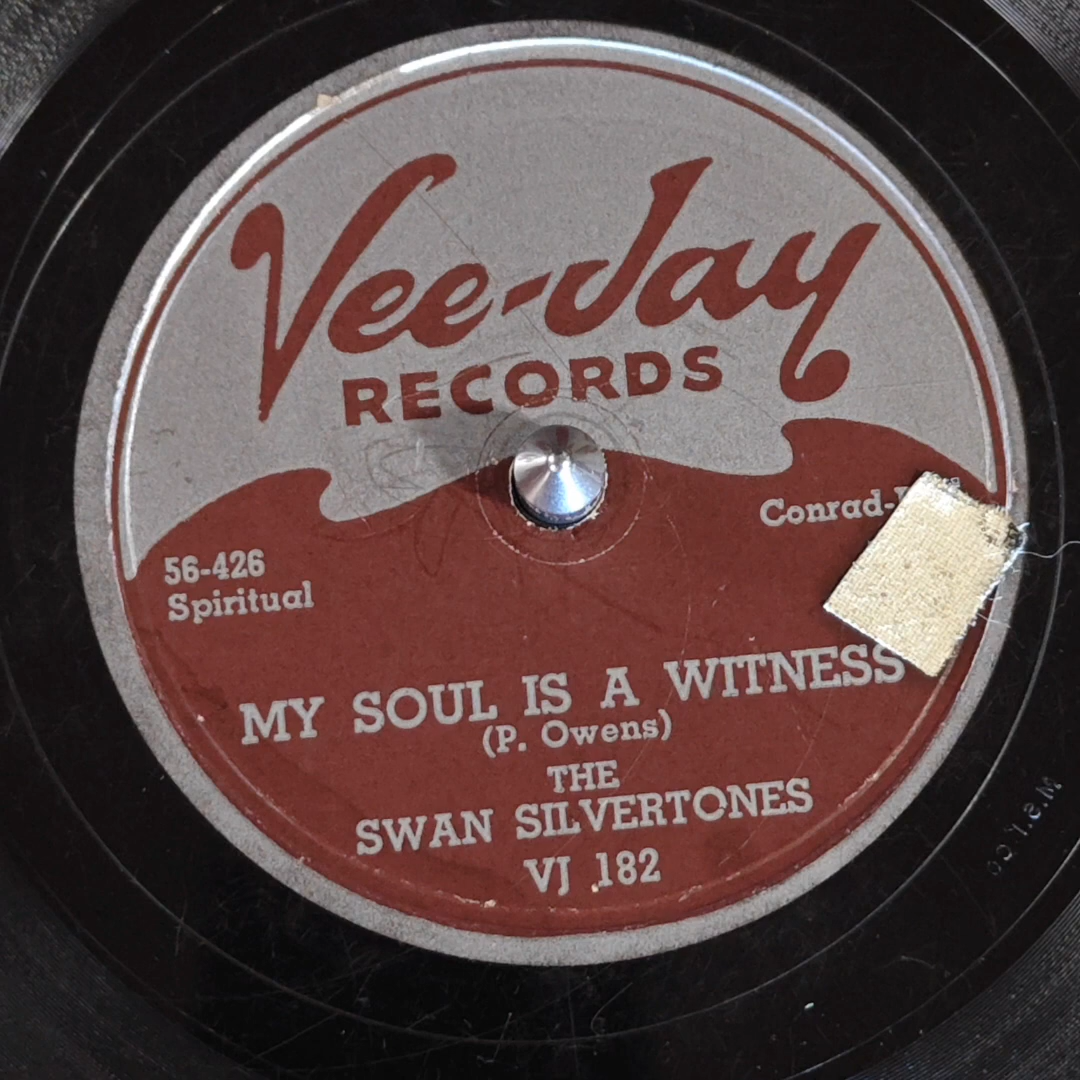 Vee-Jay
RECORDS
Conrad-
56-426
Spiritual
MY SOUL IS A WITNESS
(P. Owens)
THE
SWAN SILVERTONES
VJ 182